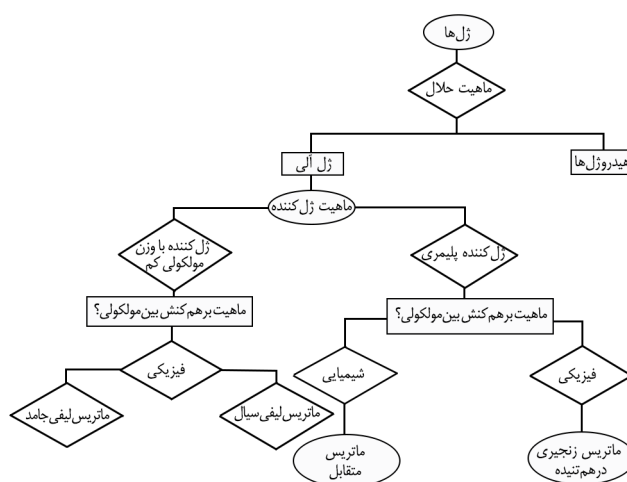 ژل‌ها
ماهیت حلال
هیدروژل‌ها
ژل آلی
ماهیت ژل‌کننده
ژل‌کننده پلیمری
ژل‌کننده با وزن
مولکولی کم
ماهیت برهم‌کنش بین‌مولکولی؟
ماهیت برهم‌کنش بین‌مولکولی؟
فیزیکی
شیمیایی
فیزیکی
ماتریس زنجیری
درهم‌تنیده
ماتریس
متقابل
ماتریس لیفی سیال
ماتریس لیفی جامد